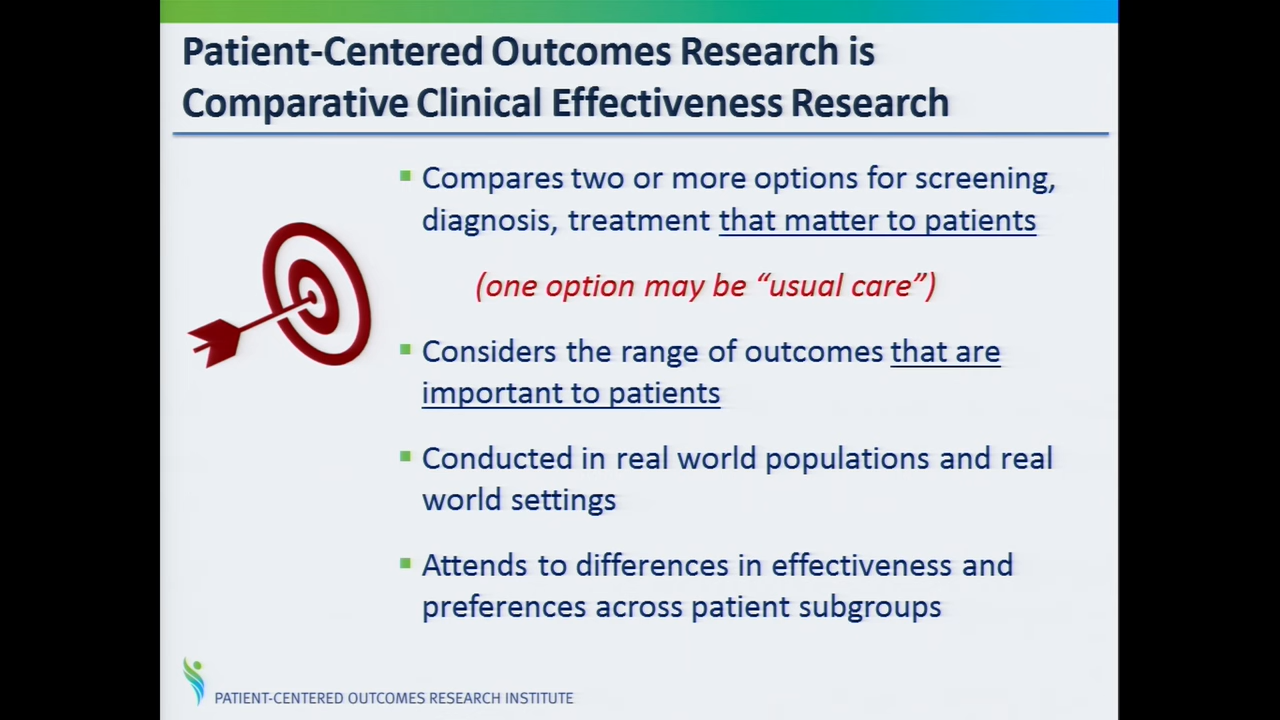 Patient-Centered Outcomes Research is
Comparative Clinical Effectiveness Research
Compares two or more options for screening,
diagnosis, treatment that matter to patients
(one option may be “usual care”)
Considers the range of outcomes that are
important to patients
Conducted in real world populations and real
world settings
Attends to differences in effectiveness and
preferences across patient subgroups
PATIENT-CENTERED OUTCOMES RESEARCH INSTITUTE